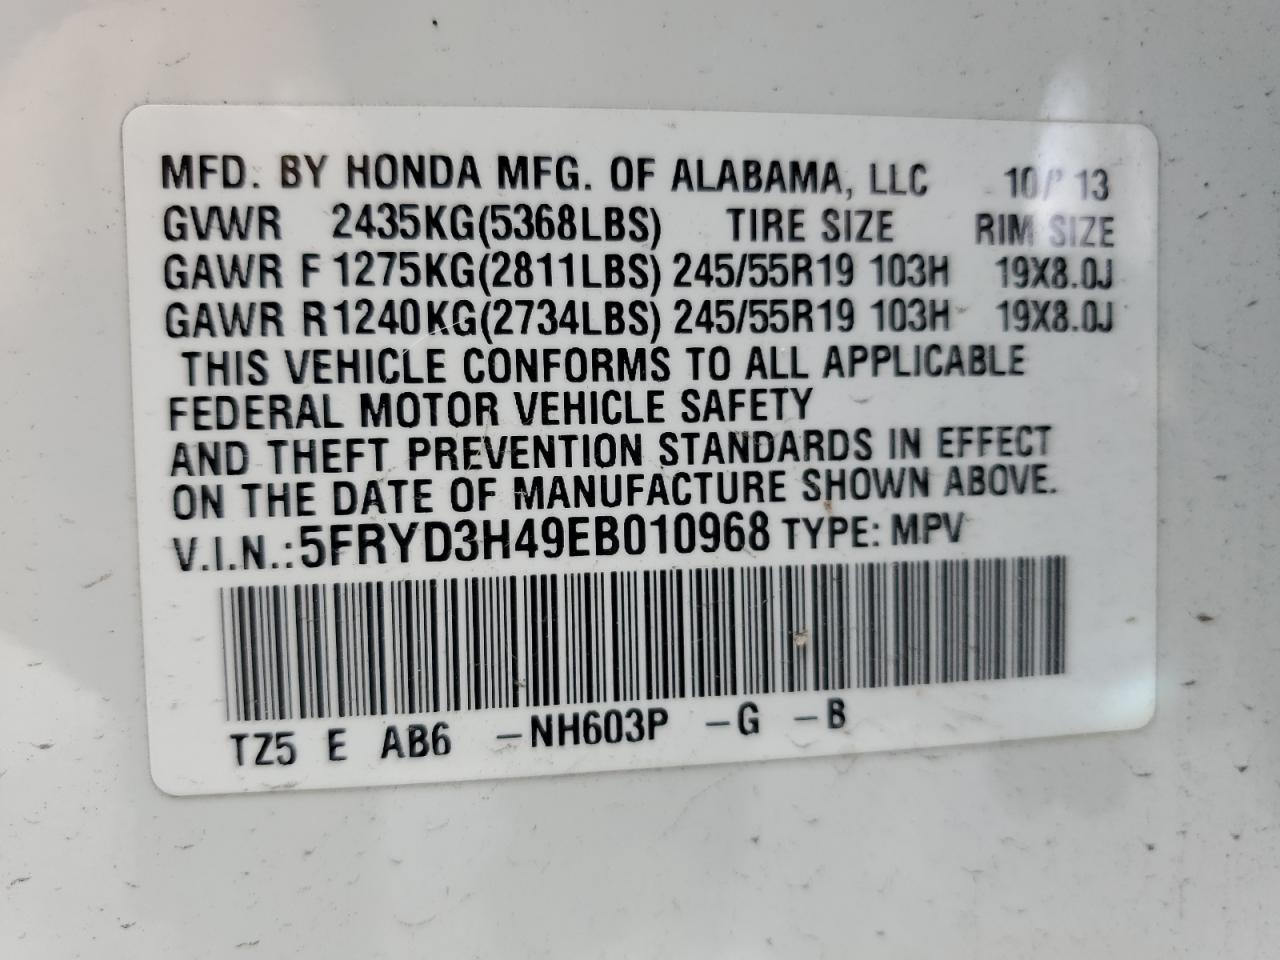 MFD. BY HONDA MFG. OF ALABAMA, LLC 10/'13
GVWR 2435KG(5368LBS) TIRE SIZE RIM SIZE
GAWR F 1275KG(2811LBS) 245/55R19 103H 19X8.0J
GAWR R 1240KG(2734LBS) 245/55R19 103H 19X8.0J
THIS VEHICLE CONFORMS TO ALL APPLICABLE
FEDERAL MOTOR VEHICLE SAFETY
AND THEFT PREVENTION STANDARDS IN EFFECT
ON THE DATE OF MANUFACTURE SHOWN ABOVE.
V.I.N.:5FRYD3H49EB010968 TYPE: MPV
TZ5 E AB6 -NH603P -G -B